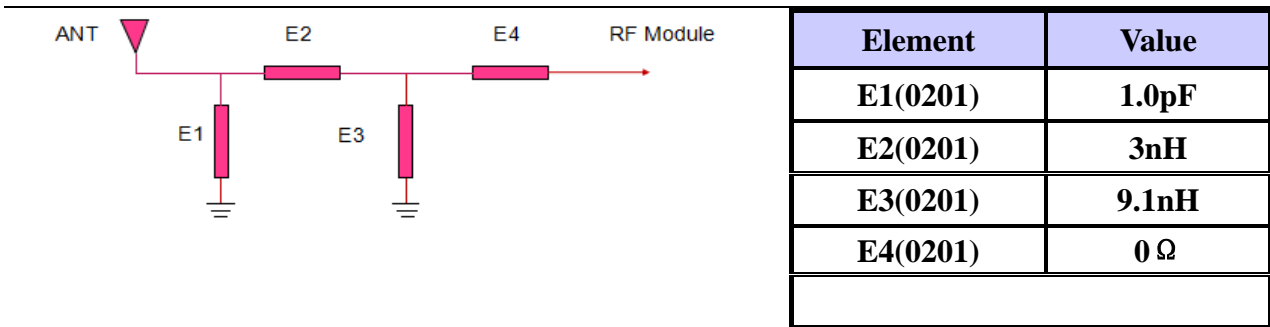 ANT E2 E4 RF Module
E1 E3
Element Value
E1(0201) 1.0pF
E2(0201) 3nH
E3(0201) 9.1nH
E4(0201) 0Ω